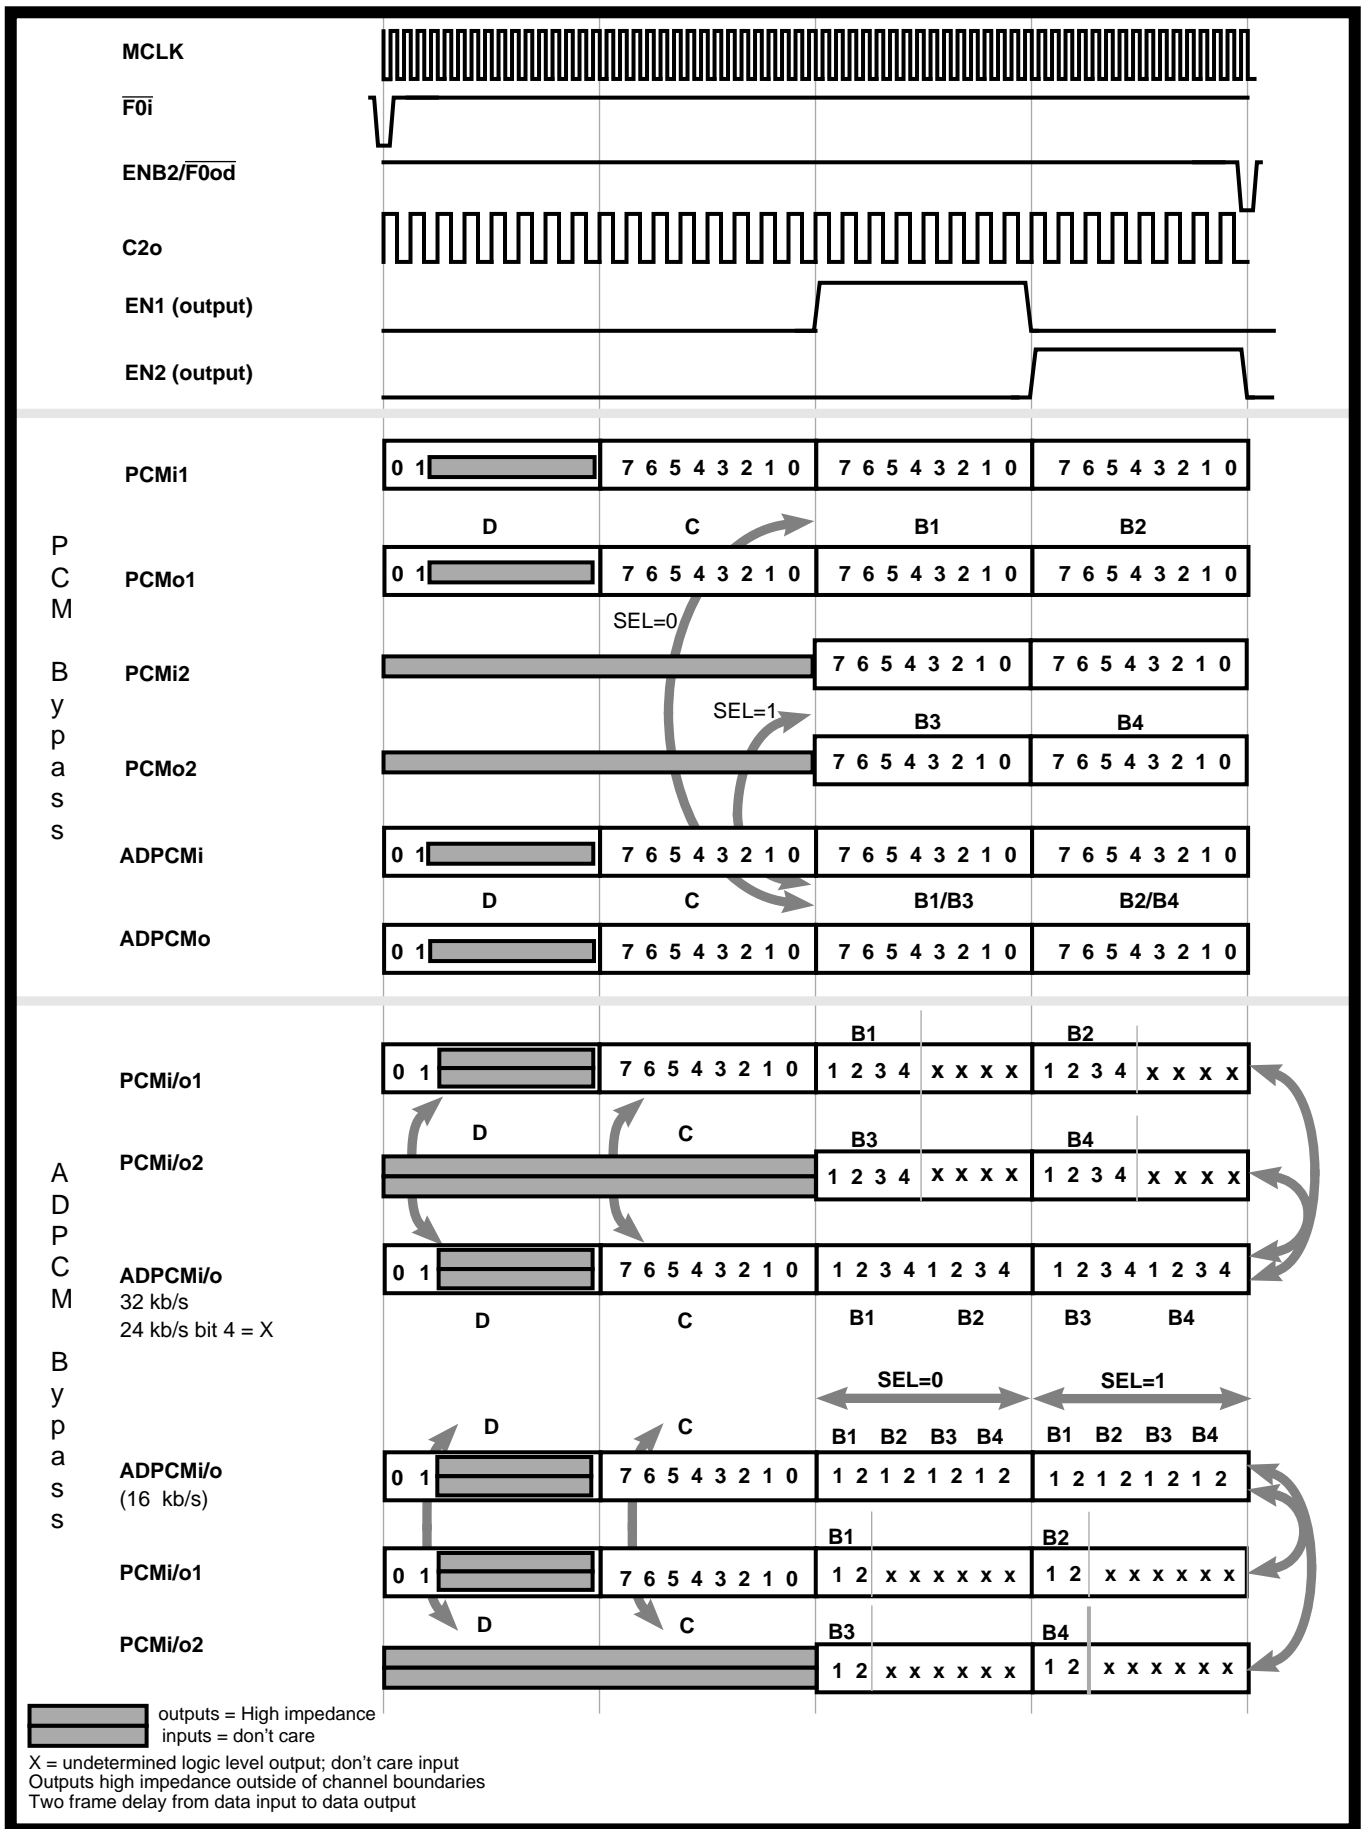 MCLK
F0i
ENB2/F0od
C2o
EN1 (output)
EN2 (output)
PCM Bypass
PCMi1
0 1 7 6 5 4 3 2 1 0 7 6 5 4 3 2 1 0 7 6 5 4 3 2 1 0
D C B1 B2
PCMo1
0 1 7 6 5 4 3 2 1 0 7 6 5 4 3 2 1 0 7 6 5 4 3 2 1 0
SEL=0
PCMi2
7 6 5 4 3 2 1 0 7 6 5 4 3 2 1 0
SEL=1
B3 B4
PCMo2
7 6 5 4 3 2 1 0 7 6 5 4 3 2 1 0
ADPCMi
0 1 7 6 5 4 3 2 1 0 7 6 5 4 3 2 1 0 7 6 5 4 3 2 1 0
D C B1/B3 B2/B4
ADPCMo
0 1 7 6 5 4 3 2 1 0 7 6 5 4 3 2 1 0 7 6 5 4 3 2 1 0
ADPCM Bypass
B1 B2
PCMi/o1
0 1 7 6 5 4 3 2 1 0 1 2 3 4 x x x x 1 2 3 4 x x x x
D C B3 B4
PCMi/o2
1 2 3 4 x x x x 1 2 3 4 x x x x
ADPCMi/o
32 kb/s
24 kb/s bit 4 = X
0 1 7 6 5 4 3 2 1 0 1 2 3 4 1 2 3 4 1 2 3 4 1 2 3 4
D C B1 B2 B3 B4
SEL=0 SEL=1
D C B1 B2 B3 B4 B1 B2 B3 B4
ADPCMi/o
(16 kb/s)
0 1 7 6 5 4 3 2 1 0 1 2 1 2 1 2 1 2 1 2 1 2 1 2 1 2
B1 B2
PCMi/o1
0 1 7 6 5 4 3 2 1 0 1 2 x x x x x x 1 2 x x x x x x
D C B3 B4
PCMi/o2
1 2 x x x x x x 1 2 x x x x x x
outputs = High impedance
inputs = don't care
X = undetermined logic level output; don't care input
Outputs high impedance outside of channel boundaries
Two frame delay from data input to data output